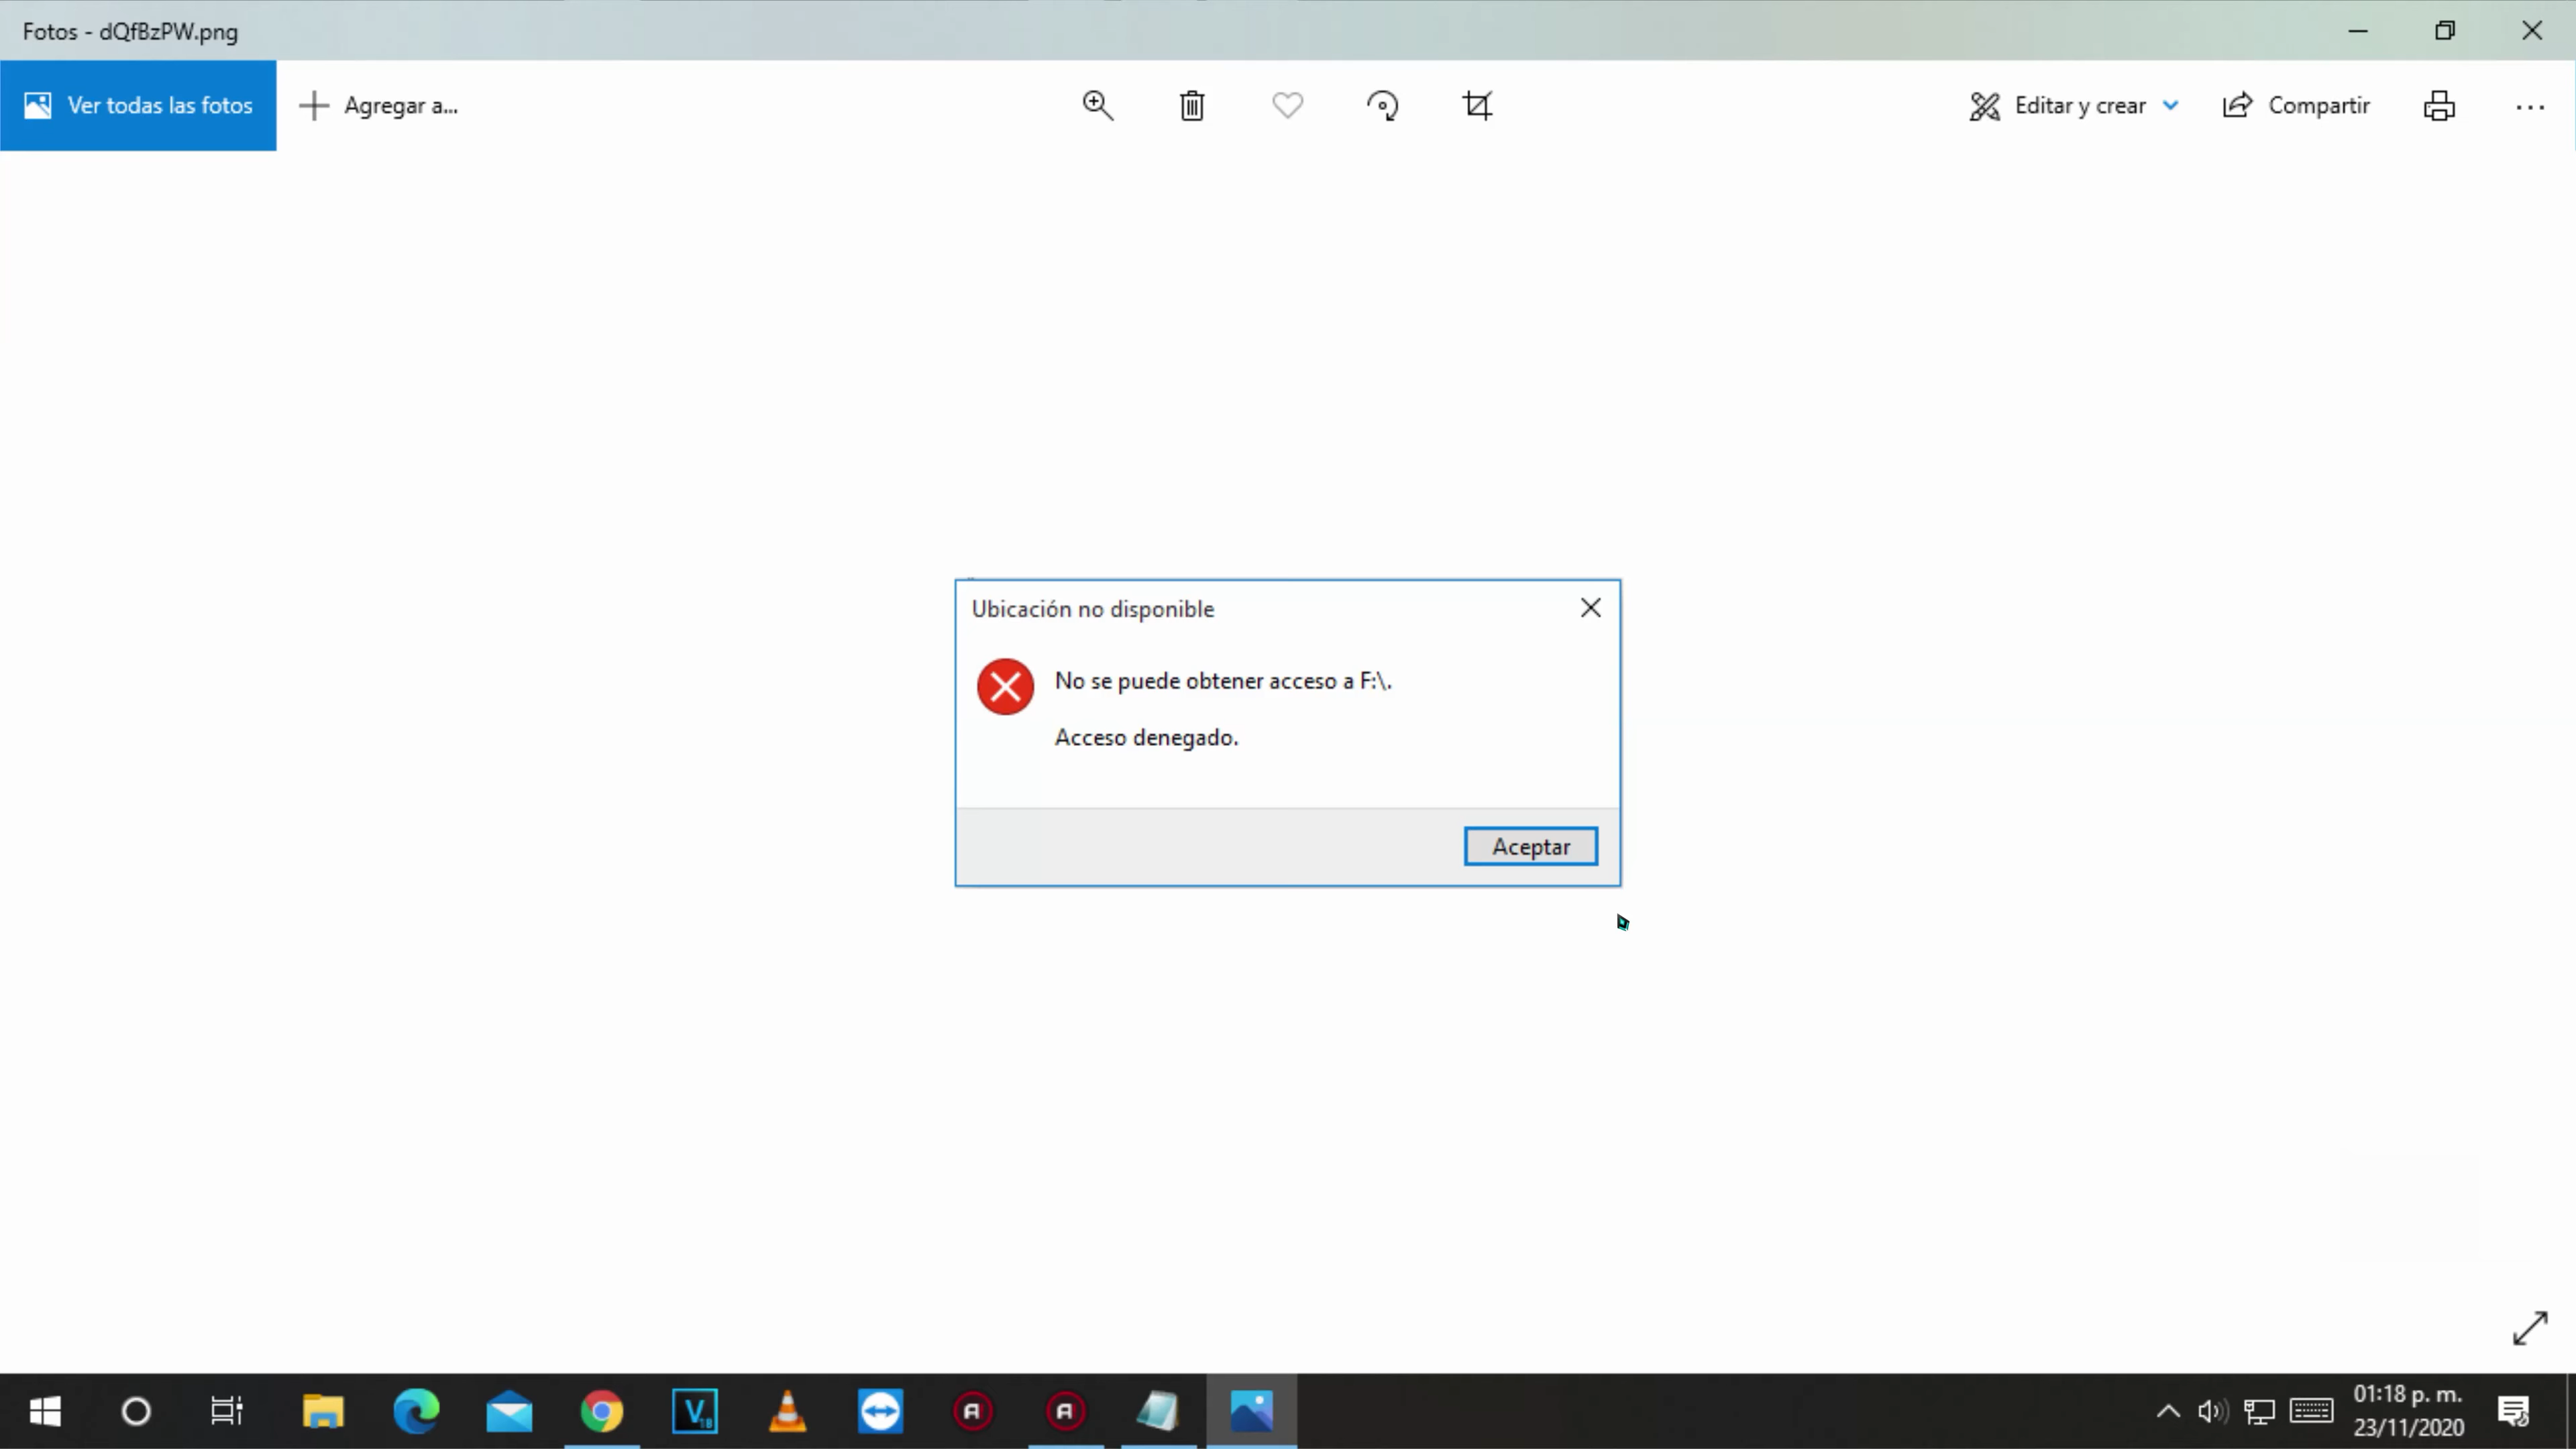 Fotos - dQfBzPW.png
Ver todas las fotos
Agregar a...
Editar y crear
Compartir
Ubicación no disponible
No se puede obtener acceso a F:\.
Acceso denegado.
Aceptar
01:18 p. m.
23/11/2020